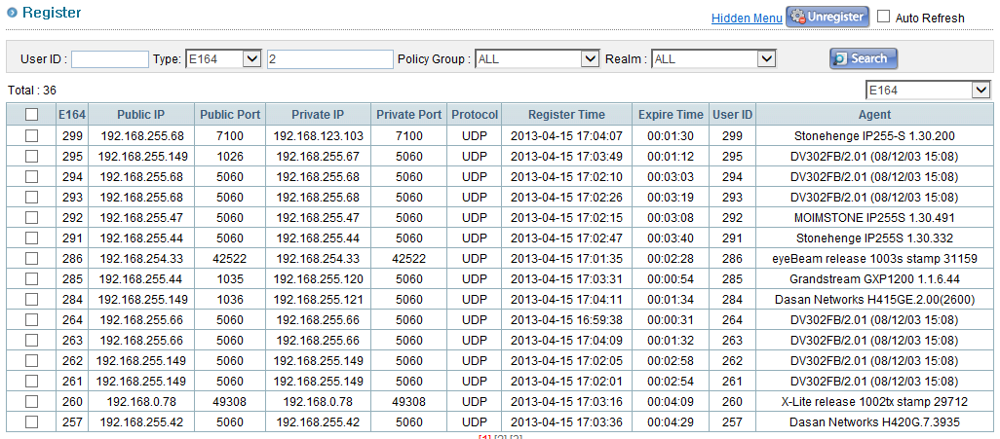 Register
Hidden Menu Unregister Auto Refresh
User ID : Type: E164 2 Policy Group : ALL Realm : ALL Search
Total : 36 E164
E164 Public IP Public Port Private IP Private Port Protocol Register Time Expire Time User ID Agent
299 192.168.255.68 7100 192.168.123.103 7100 UDP 2013-04-15 17:04:07 00:01:30 299 Stonehenge IP255-S 1.30.200
295 192.168.255.149 1026 192.168.255.67 5060 UDP 2013-04-15 17:03:49 00:01:12 295 DV302FB/2.01 (08/12/03 15:08)
294 192.168.255.68 5060 192.168.255.68 5060 UDP 2013-04-15 17:02:10 00:03:03 294 DV302FB/2.01 (08/12/03 15:08)
293 192.168.255.68 5060 192.168.255.68 5060 UDP 2013-04-15 17:02:26 00:03:19 293 DV302FB/2.01 (08/12/03 15:08)
292 192.168.255.47 5060 192.168.255.47 5060 UDP 2013-04-15 17:02:15 00:03:08 292 MOIMSTONE IP255S 1.30.491
291 192.168.255.44 5060 192.168.255.44 5060 UDP 2013-04-15 17:02:47 00:03:40 291 Stonehenge IP255S 1.30.332
286 192.168.254.33 42522 192.168.254.33 42522 UDP 2013-04-15 17:01:35 00:02:28 286 eyeBeam release 1003s stamp 31159
285 192.168.255.44 1035 192.168.255.120 5060 UDP 2013-04-15 17:03:31 00:00:54 285 Grandstream GXP1200 1.1.6.44
284 192.168.255.149 1036 192.168.255.121 5060 UDP 2013-04-15 17:04:11 00:01:34 284 Dasan Networks H415GE.2.00(2600)
264 192.168.255.66 5060 192.168.255.66 5060 UDP 2013-04-15 16:59:38 00:00:31 264 DV302FB/2.01 (08/12/03 15:08)
263 192.168.255.66 5060 192.168.255.66 5060 UDP 2013-04-15 17:04:09 00:01:32 263 DV302FB/2.01 (08/12/03 15:08)
262 192.168.255.149 5060 192.168.255.149 5060 UDP 2013-04-15 17:02:05 00:02:58 262 DV302FB/2.01 (08/12/03 15:08)
261 192.168.255.149 5060 192.168.255.149 5060 UDP 2013-04-15 17:02:01 00:02:54 261 DV302FB/2.01 (08/12/03 15:08)
260 192.168.0.78 49308 192.168.0.78 49308 UDP 2013-04-15 17:03:16 00:04:09 260 X-Lite release 1002tx stamp 29712
257 192.168.255.42 5060 192.168.255.42 5060 UDP 2013-04-15 17:03:36 00:04:29 257 Dasan Networks H420G.7.3935